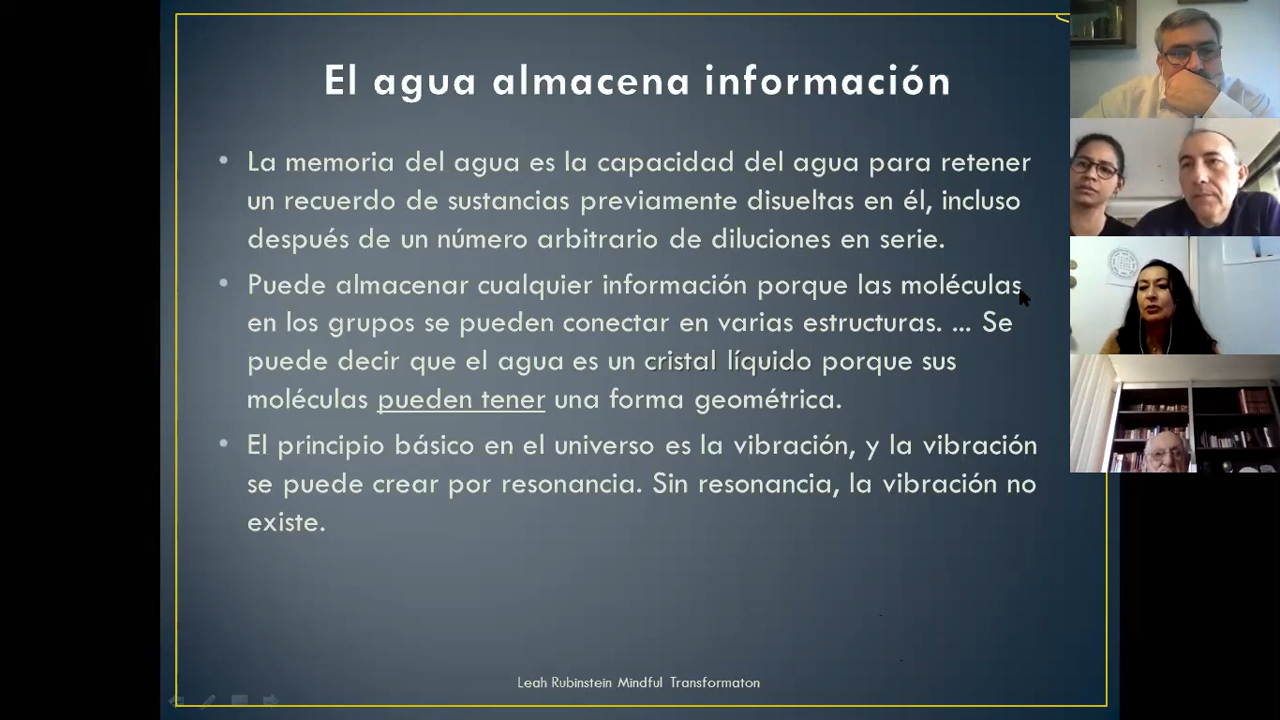 El agua almacena información
• La memoria del agua es la capacidad del agua para retener
un recuerdo de sustancias previamente disueltas en él, incluso
después de un número arbitrario de diluciones en serie.
• Puede almacenar cualquier información porque las moléculas
en los grupos se pueden conectar en varias estructuras. ... Se
puede decir que el agua es un cristal líquido porque sus
moléculas pueden tener una forma geométrica.
• El principio básico en el universo es la vibración, y la vibración
se puede crear por resonancia. Sin resonancia, la vibración no
existe.
Leah Rubinstein Mindful Transformaton